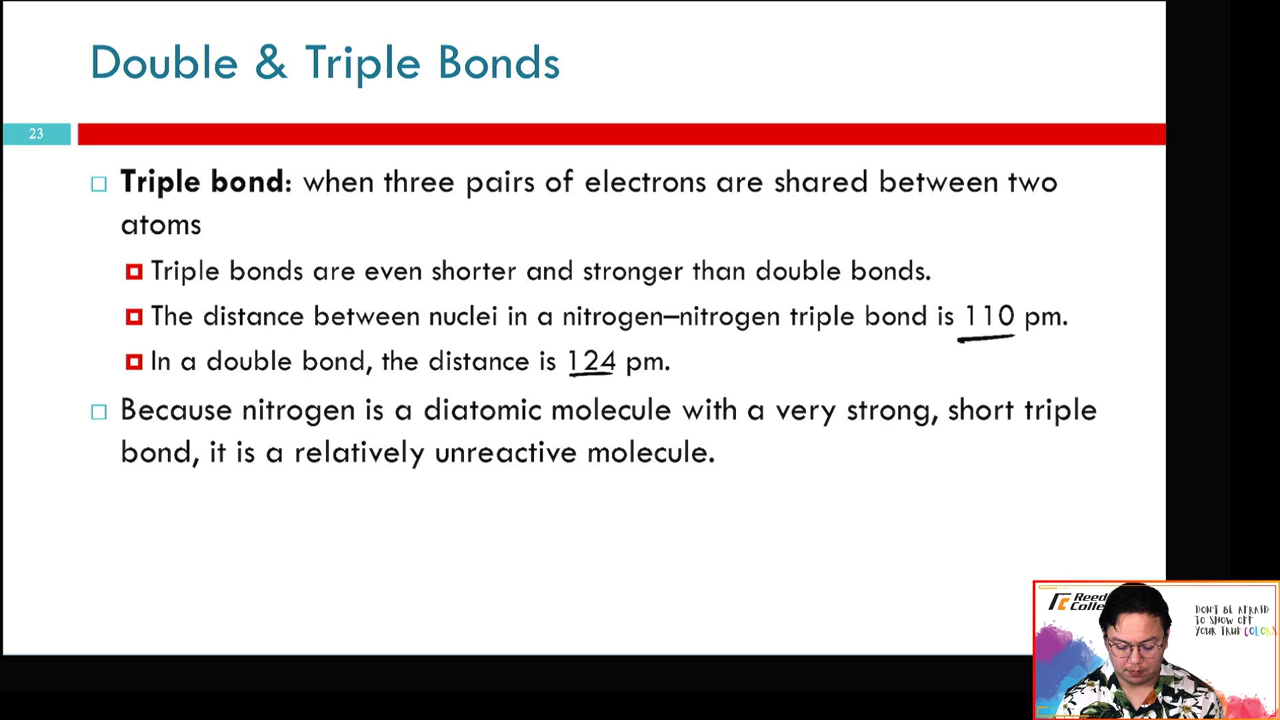 Double & Triple Bonds
23
Triple bond: when three pairs of electrons are shared between two
atoms
Triple bonds are even shorter and stronger than double bonds.
The distance between nuclei in a nitrogen–nitrogen triple bond is 110 pm.
In a double bond, the distance is 124 pm.
Because nitrogen is a diatomic molecule with a very strong, short triple
bond, it is a relatively unreactive molecule.
DON'T BE AFRAID
TO SHOW OFF
YOUR TRUE COLORS